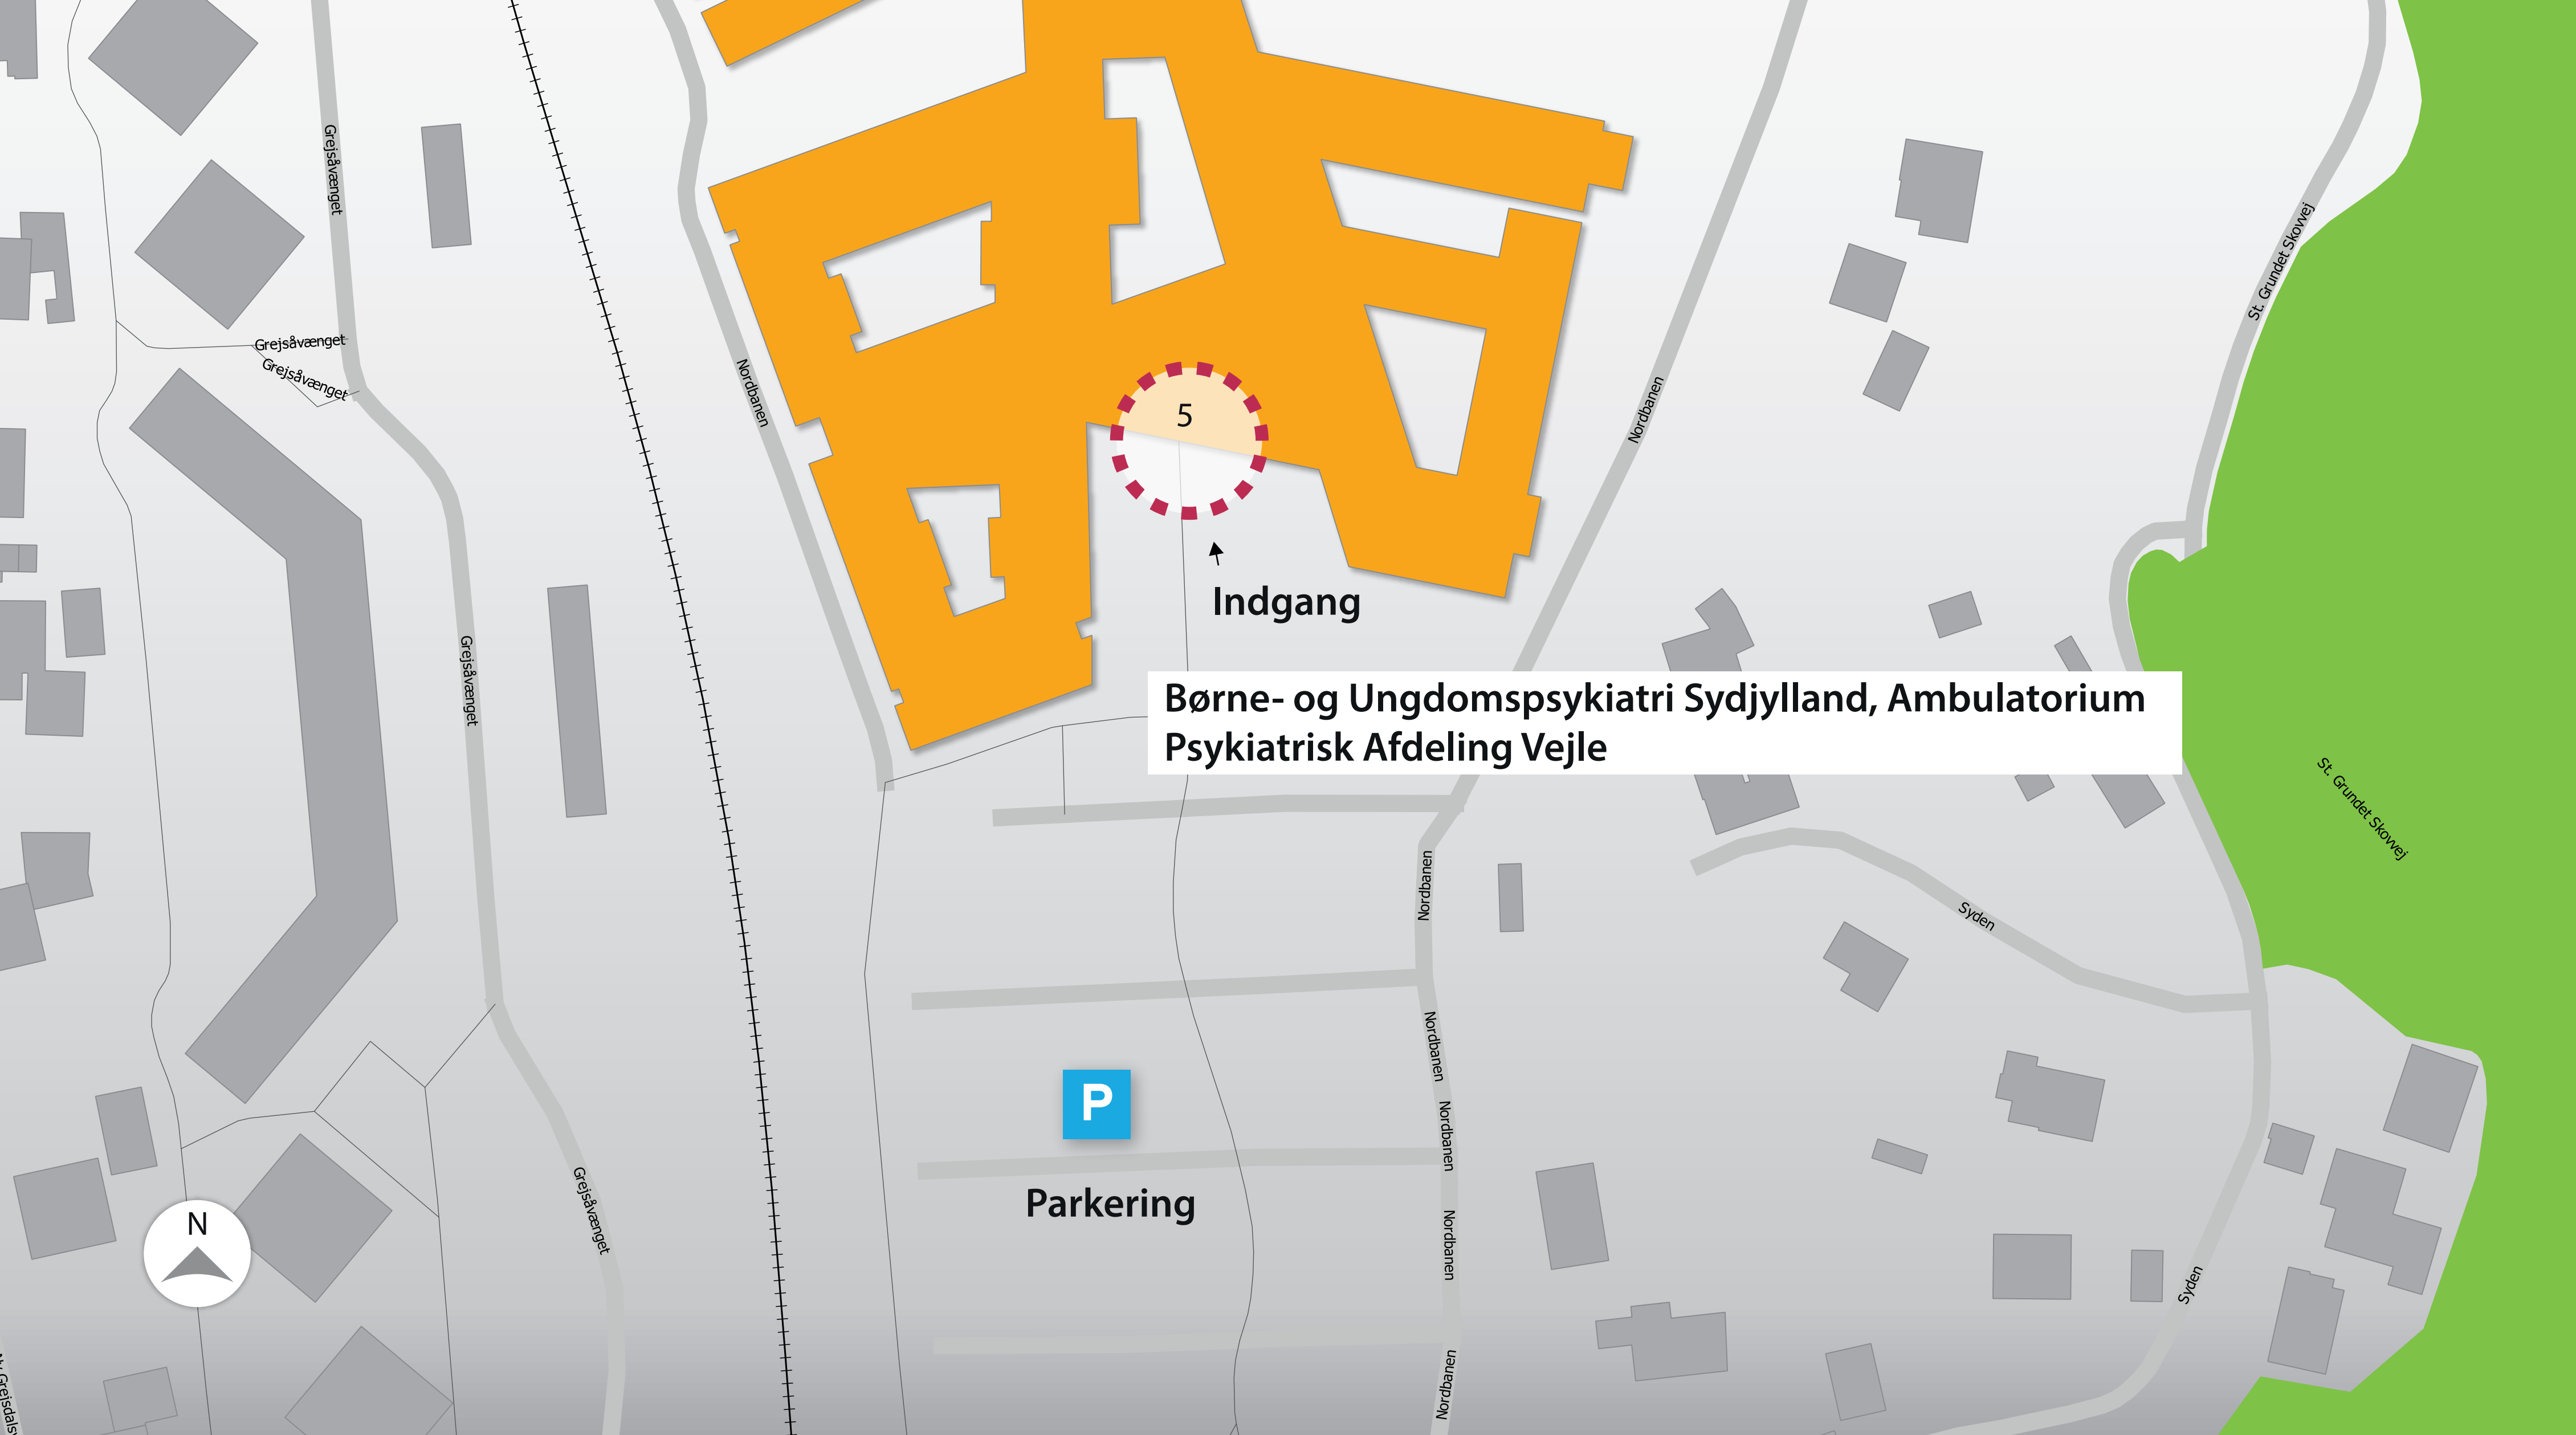 Grejsåvænget
St. Grundet Skovvej
Grejsåvænget
Grejsåvænget
Nordbanen
Nordbanen
5
Indgang
Grejsåvænget
Børne- og Ungdomspsykiatri Sydjylland, Ambulatorium
Psykiatrisk Afdeling Vejle
St. Grundet Skovvej
Nordbanen
Syden
Nordbanen
P
Nordbanen
Parkering
Grejsåvænget
N
Nordbanen
Syden
Nordbanen